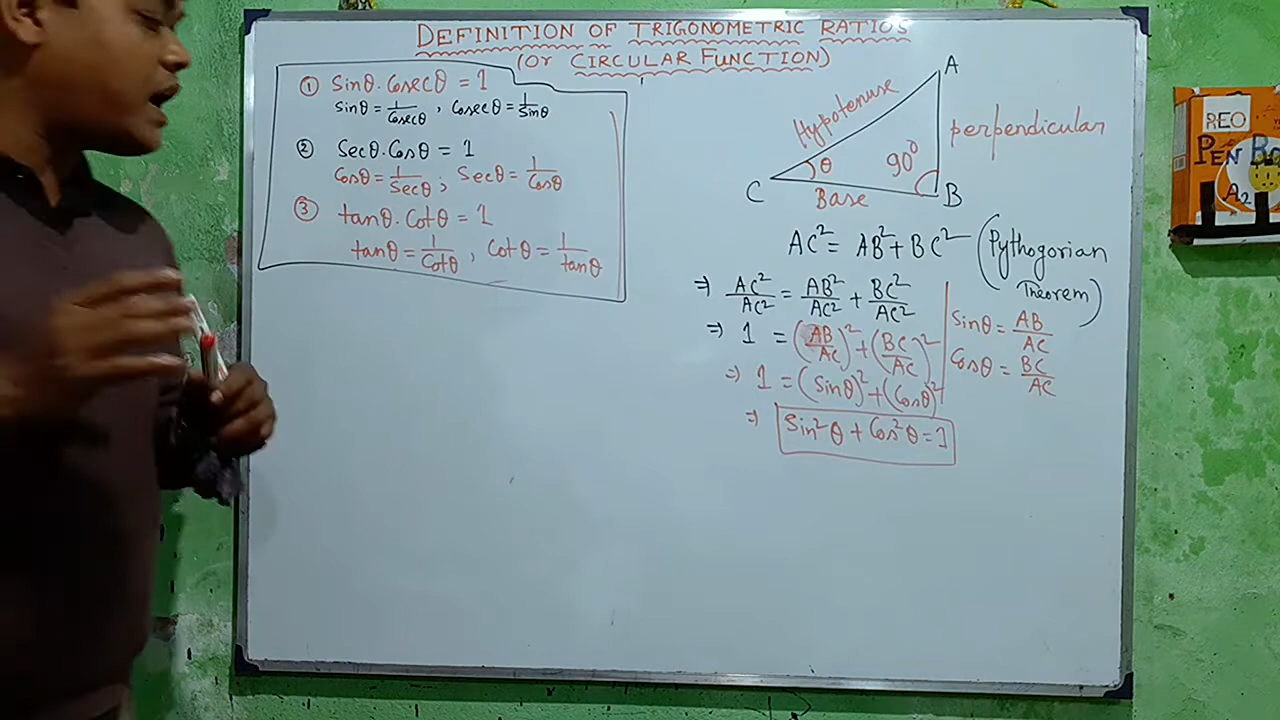 DEFINITION OF TRIGONOMETRIC RATIOS
(Or CIRCULAR FUNCTION)
① Sinθ.Cosecθ = 1
Sinθ = 1/Cosecθ , Cosecθ = 1/Sinθ
② Secθ.Cosθ = 1
Cosθ = 1/Secθ ; Secθ = 1/Cosθ
③ tanθ.Cotθ = 1
tanθ = 1/Cotθ , Cotθ = 1/tanθ
A
Hypotenuse
perpendicular
θ
90°
C
Base
B
AC² = AB² + BC² (Pythogorian
Theorem)
⇒ AC²/AC² = AB²/AC² + BC²/AC²
⇒ 1 = (AB/AC)² + (BC/AC)²
⇒ 1 = (Sinθ)² + (Cosθ)²
⇒ Sin²θ + Cos²θ = 1
Sinθ = AB/AC
Cosθ = BC/AC
REO
PEN
A2